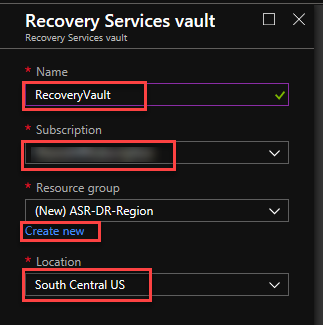 Recovery Services vault
Recovery Services vault
* Name
RecoveryVault
* Subscription
* Resource group
(New) ASR-DR-Region
Create new
* Location
South Central US